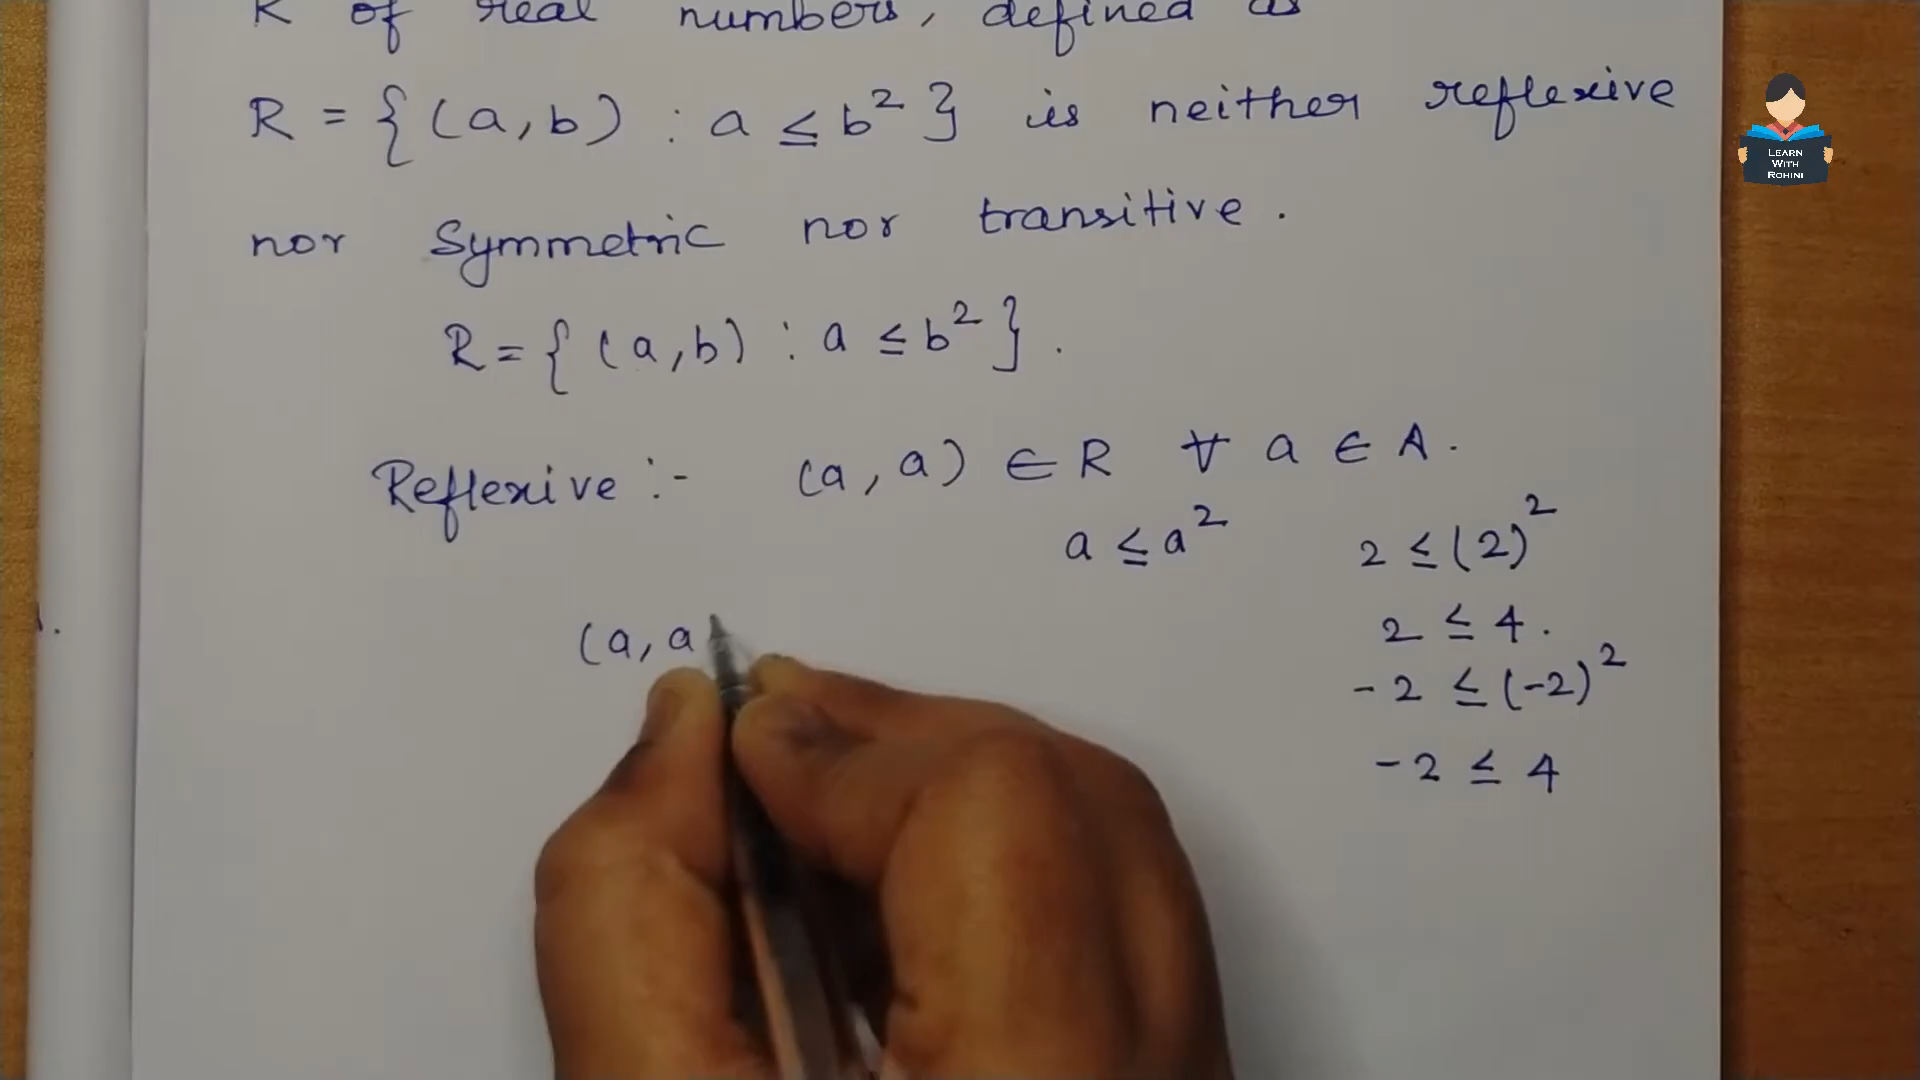 R of real numbers, defined as
R = { (a, b) : a ≤ b² } is neither reflexive
nor Symmetric nor transitive.
R = { (a, b) : a ≤ b² }.
Reflexive :- (a, a) ∈ R ∀ a ∈ A.
a ≤ a²
2 ≤ (2)²
2 ≤ 4.
-2 ≤ (-2)²
-2 ≤ 4
(a, a
LEARN
WITH
ROHINI